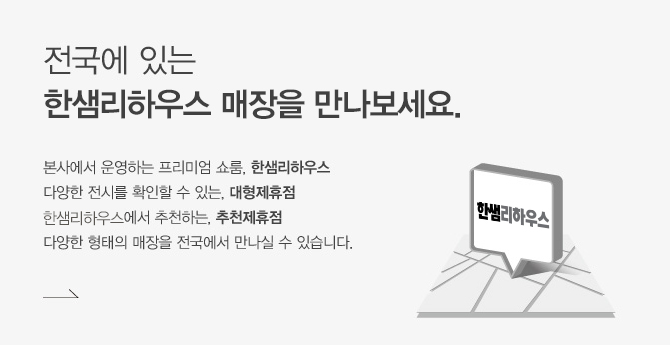 전국에 있는
한샘리하우스 매장을 만나보세요.
본사에서 운영하는 프리미엄 쇼룸, 한샘리하우스
다양한 전시를 확인할 수 있는, 대형제휴점
한샘리하우스에서 추천하는, 추천제휴점
다양한 형태의 매장을 전국에서 만나실 수 있습니다.
한샘리하우스